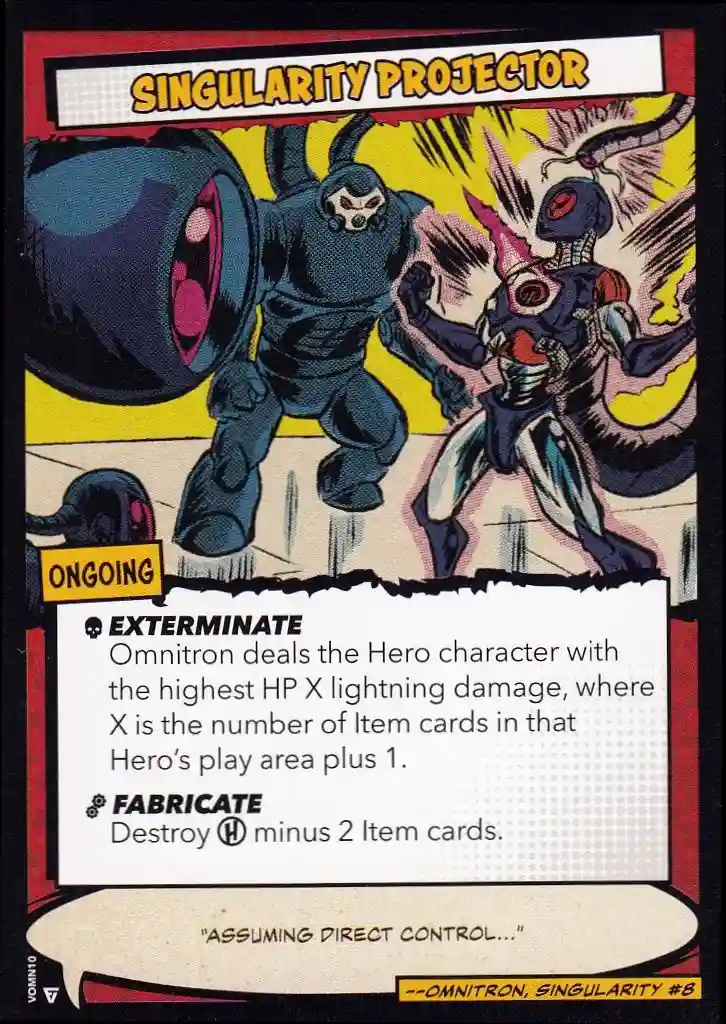 SINGULARITY PROJECTOR
ONGOING
EXTERMINATE
Omnitron deals the Hero character with
the highest HP X lightning damage, where
X is the number of Item cards in that
Hero's play area plus 1.
FABRICATE
Destroy H minus 2 Item cards.
"ASSUMING DIRECT CONTROL..."
--OMNITRON, SINGULARITY #8
VOMN10